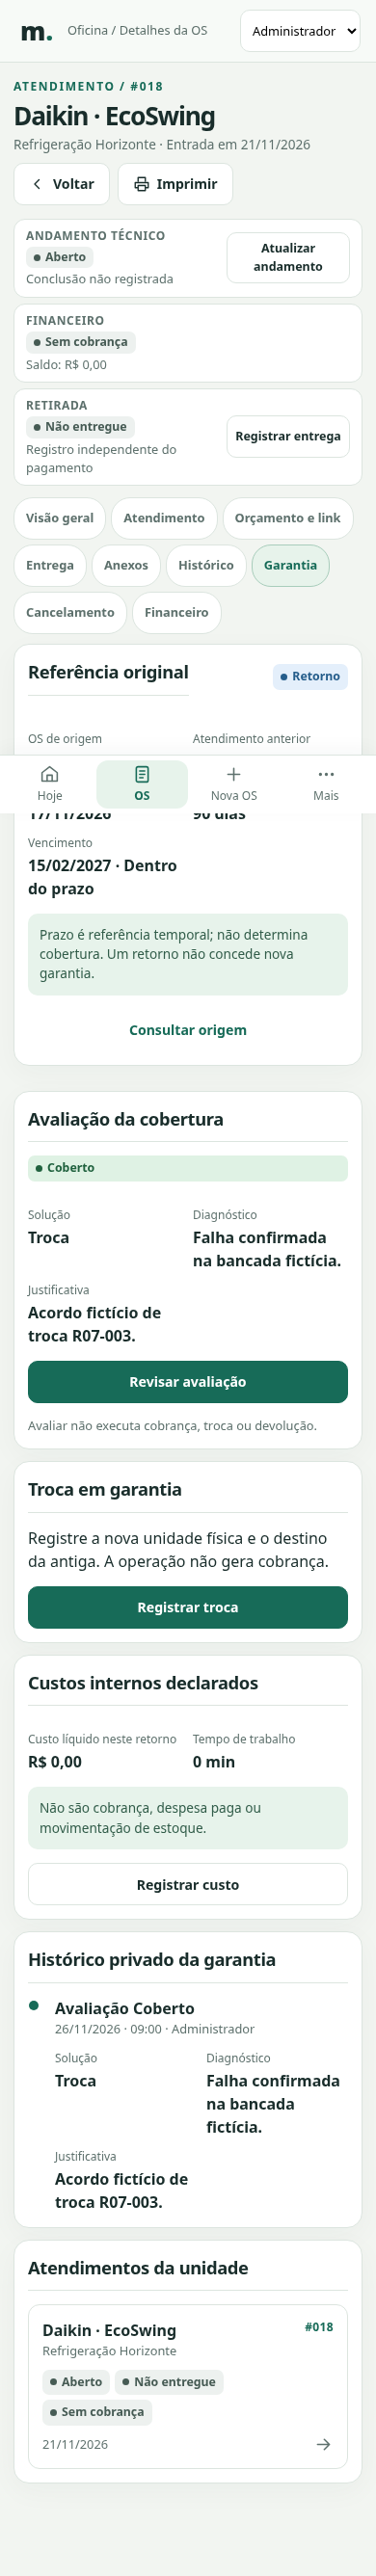 m. Oficina / Detalhes da OS Administrador
ATENDIMENTO / #018
Daikin · EcoSwing
Refrigeração Horizonte · Entrada em 21/11/2026
Voltar Imprimir
ANDAMENTO TÉCNICO
Aberto
Conclusão não registrada
Atualizar
andamento
FINANCEIRO
Sem cobrança
Saldo: R$ 0,00
RETIRADA
Não entregue
Registro independente do
pagamento
Registrar entrega
Visão geral Atendimento Orçamento e link
Entrega Anexos Histórico Garantia
Cancelamento Financeiro
Referência original Retorno
OS de origem Atendimento anterior
Hoje OS Nova OS Mais
17/11/2026 90 dias
Vencimento
15/02/2027 · Dentro
do prazo
Prazo é referência temporal; não determina
cobertura. Um retorno não concede nova
garantia.
Consultar origem
Avaliação da cobertura
Coberto
Solução
Troca
Diagnóstico
Falha confirmada
na bancada fictícia.
Justificativa
Acordo fictício de
troca R07-003.
Revisar avaliação
Avaliar não executa cobrança, troca ou devolução.
Troca em garantia
Registre a nova unidade física e o destino
da antiga. A operação não gera cobrança.
Registrar troca
Custos internos declarados
Custo líquido neste retorno
R$ 0,00
Tempo de trabalho
0 min
Não são cobrança, despesa paga ou
movimentação de estoque.
Registrar custo
Histórico privado da garantia
Avaliação Coberto
26/11/2026 · 09:00 · Administrador
Solução
Troca
Diagnóstico
Falha confirmada
na bancada
fictícia.
Justificativa
Acordo fictício de
troca R07-003.
Atendimentos da unidade
Daikin · EcoSwing #018
Refrigeração Horizonte
Aberto Não entregue
Sem cobrança
21/11/2026